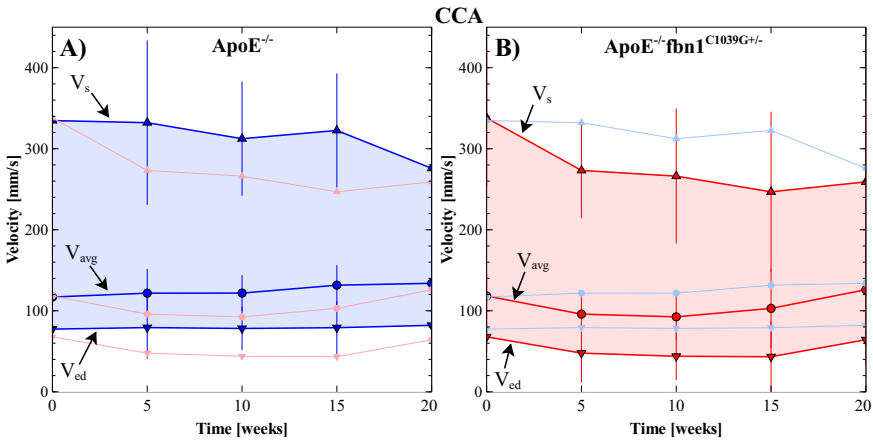 CCA
A) ApoE-/-
B) ApoE-/-fbn1C1039G+/-
Velocity [mm/s]
400
300
200
100
0
Vs
Vavg
Ved
5
10
15
20
Time [weeks]
Velocity [mm/s]
400
300
200
100
0
Vs
Vavg
Ved
0
5
10
15
20
Time [weeks]